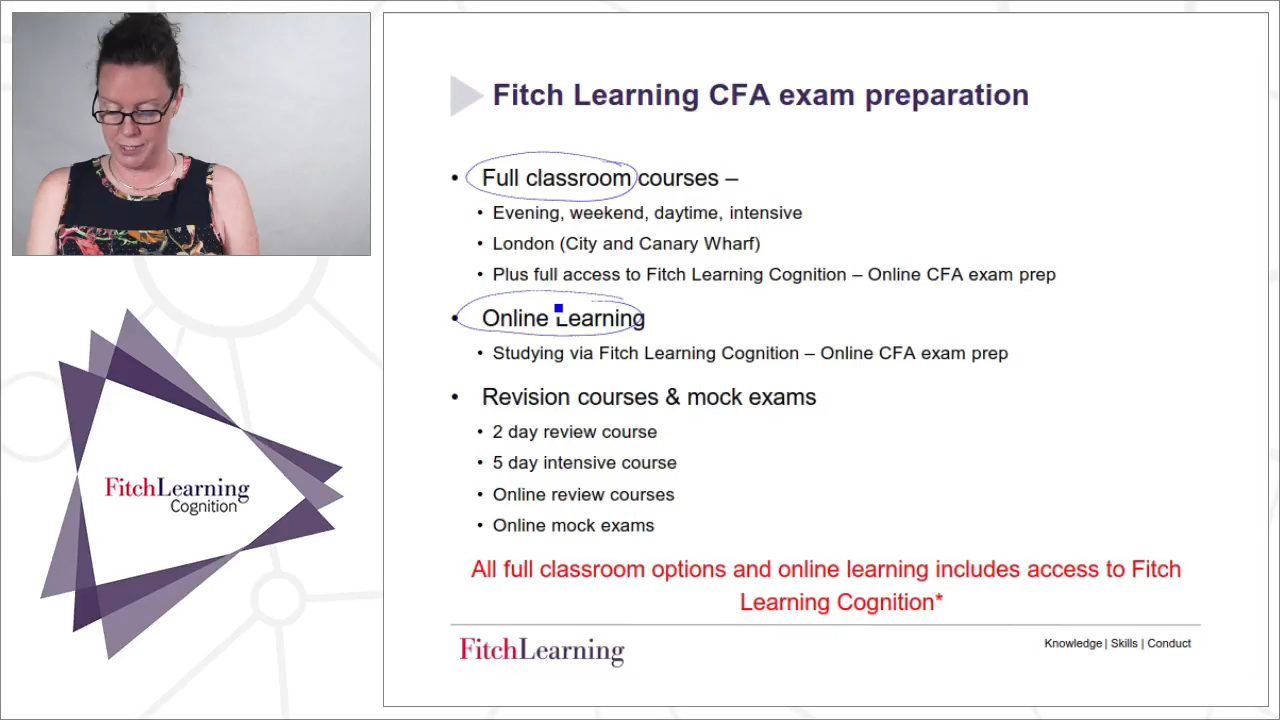 Fitch Learning CFA exam preparation
• Full classroom courses –
• Evening, weekend, daytime, intensive
• London (City and Canary Wharf)
• Plus full access to Fitch Learning Cognition – Online CFA exam prep
• Online Learning
• Studying via Fitch Learning Cognition – Online CFA exam prep
• Revision courses & mock exams
• 2 day review course
• 5 day intensive course
• Online review courses
• Online mock exams
All full classroom options and online learning includes access to Fitch
Learning Cognition*
FitchLearning
Knowledge | Skills | Conduct
FitchLearning
Cognition